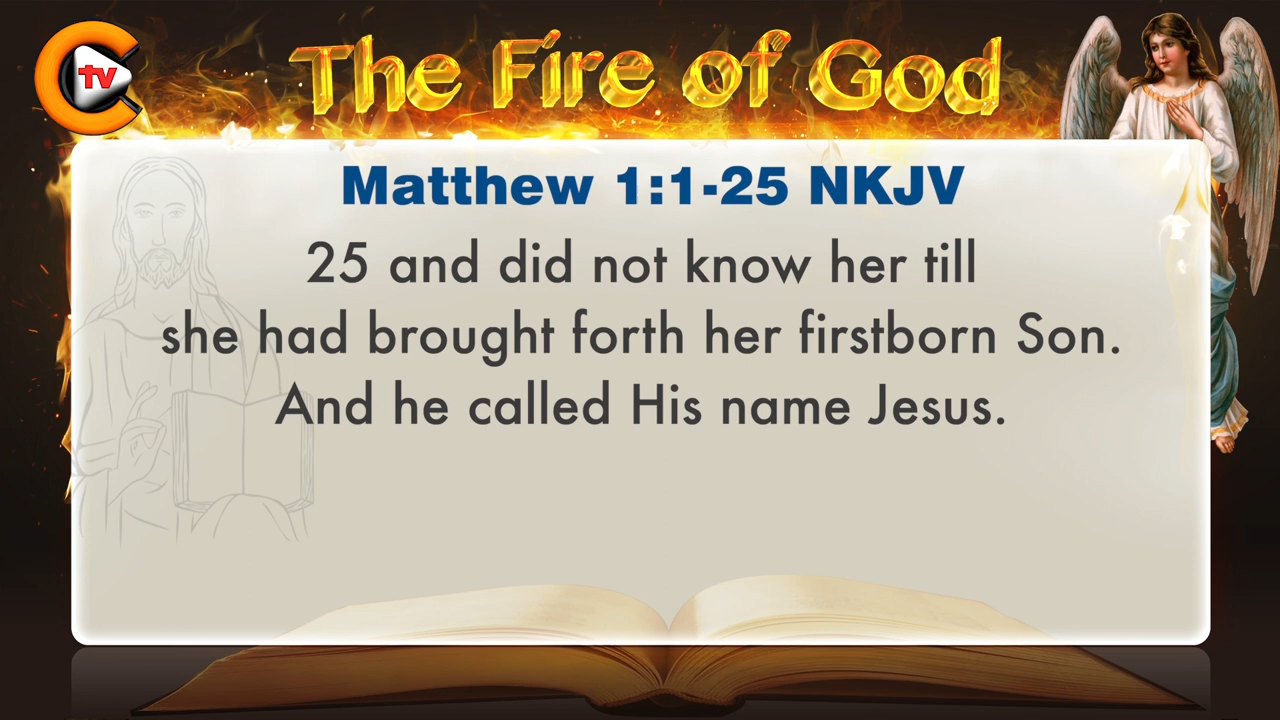 tv
The Fire of God
Matthew 1:1-25 NKJV
25 and did not know her till
she had brought forth her firstborn Son.
And he called His name Jesus.